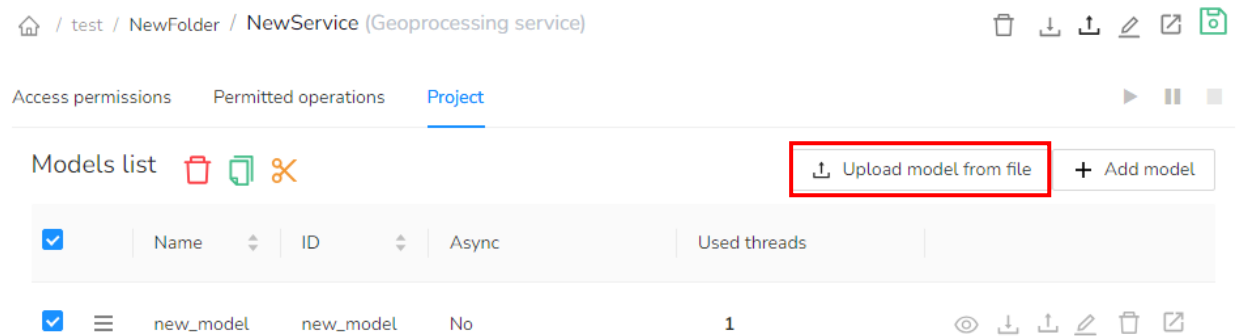 / test / NewFolder / NewService (Geoprocessing service)
Access permissions Permitted operations Project
Models list Upload model from file + Add model
Name ID Async Used threads
new_model new_model No 1